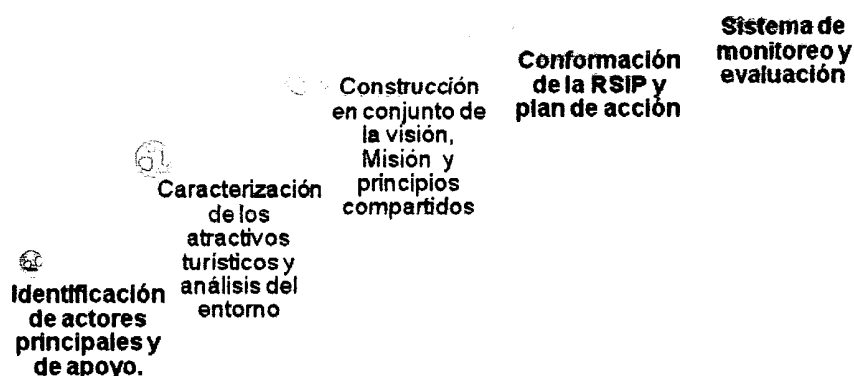 Identificación
de actores
principales y
de apoyo.
Caracterización
de los
atractivos
turísticos y
análisis del
entorno
Construcción
en conjunto de
la visión,
Misión y
principios
compartidos
Conformación
de la RSIP y
plan de acción
Sistema de
monitoreo y
evaluación